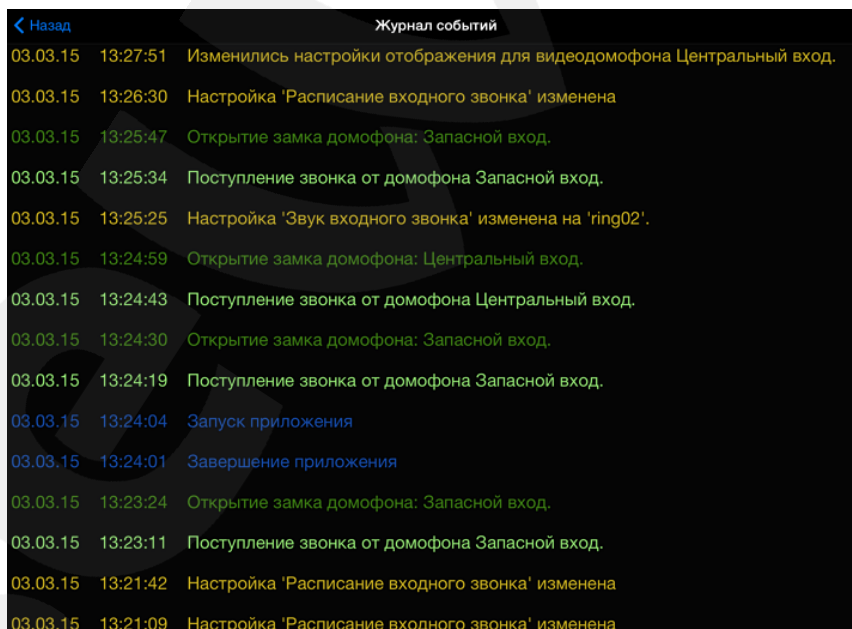 Назад
Журнал событий
03.03.15 13:27:51 Изменились настройки отображения для видеодомофона Центральный вход.
03.03.15 13:26:30 Настройка 'Расписание входного звонка' изменена
03.03.15 13:25:47 Открытие замка домофона: Запасной вход.
03.03.15 13:25:34 Поступление звонка от домофона Запасной вход.
03.03.15 13:25:25 Настройка 'Звук входного звонка' изменена на 'ring02'.
03.03.15 13:24:59 Открытие замка домофона: Центральный вход.
03.03.15 13:24:43 Поступление звонка от домофона Центральный вход.
03.03.15 13:24:30 Открытие замка домофона: Запасной вход.
03.03.15 13:24:19 Поступление звонка от домофона Запасной вход.
03.03.15 13:24:04 Запуск приложения
03.03.15 13:24:01 Завершение приложения
03.03.15 13:23:24 Открытие замка домофона: Запасной вход.
03.03.15 13:23:11 Поступление звонка от домофона Запасной вход.
03.03.15 13:21:42 Настройка 'Расписание входного звонка' изменена
03.03.15 13:21:09 Настройка 'Расписание входного звонка' изменена